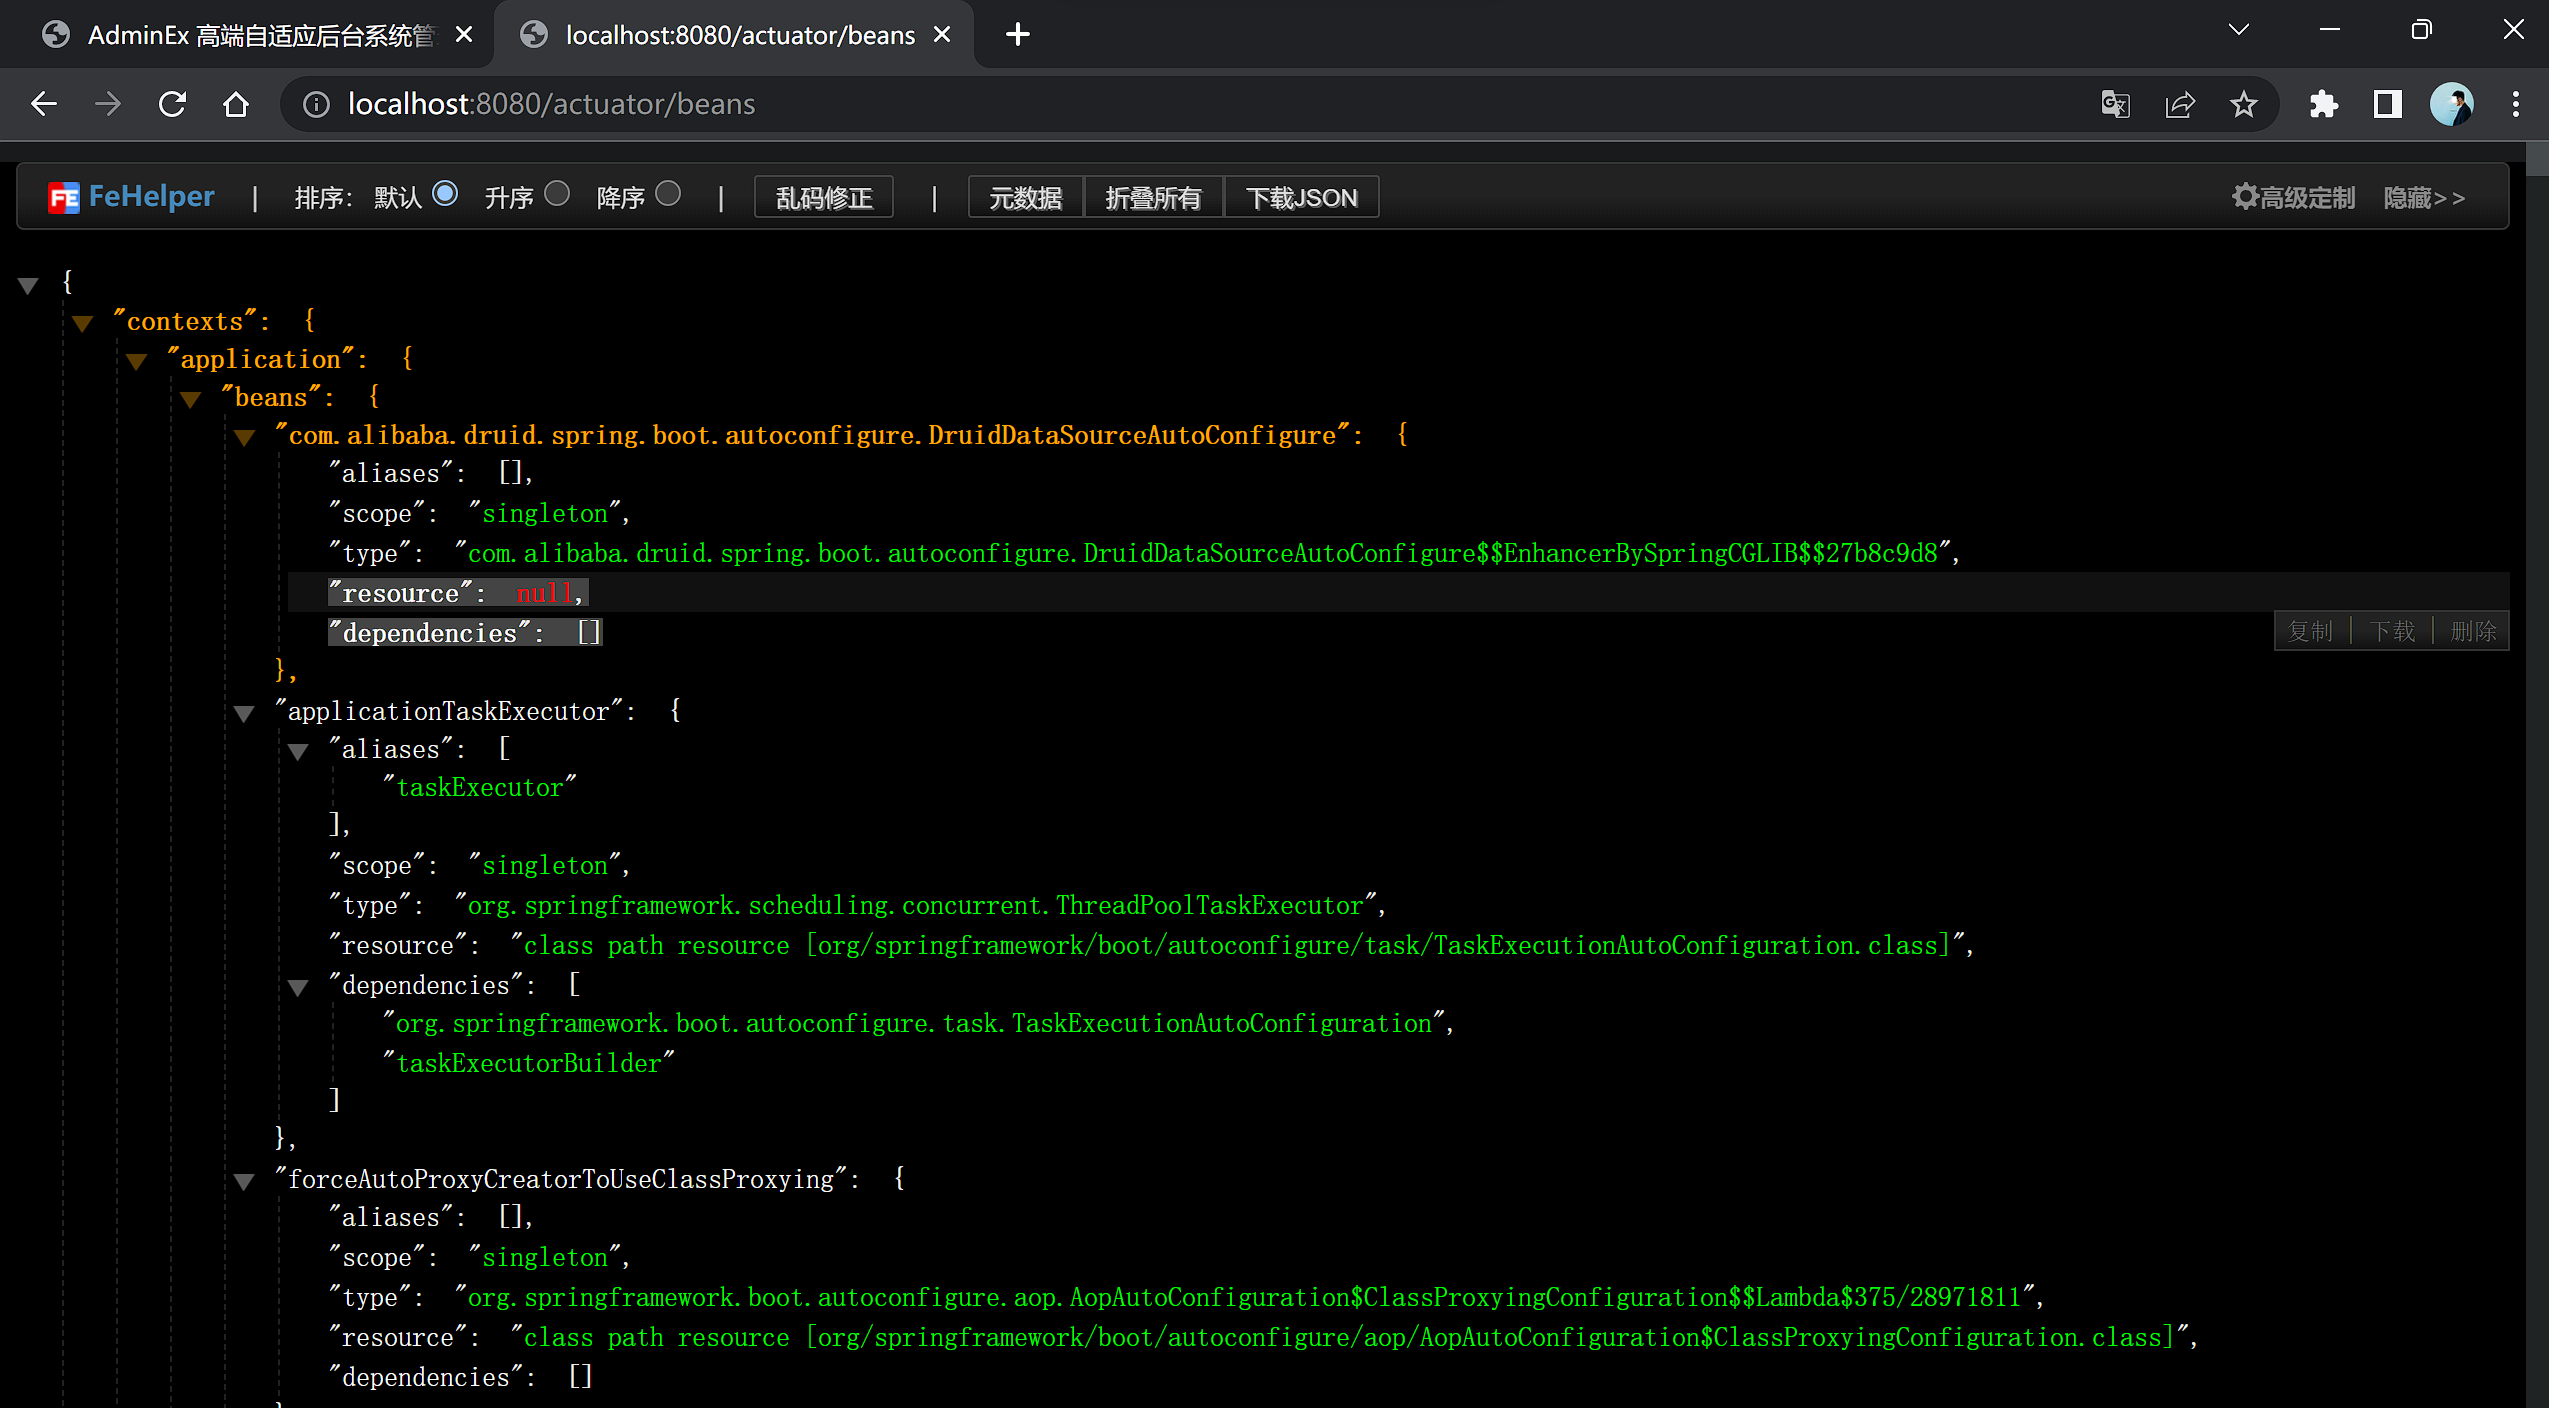 AdminEx 高端自适应后台系统管
localhost:8080/actuator/beans
localhost:8080/actuator/beans
FeHelper | 排序: 默认 升序 降序 | 乱码修正 | 元数据 折叠所有 下载JSON 高级定制 隐藏>>
{
"contexts": {
"application": {
"beans": {
"com.alibaba.druid.spring.boot.autoconfigure.DruidDataSourceAutoConfigure": {
"aliases": [],
"scope": "singleton",
"type": "com.alibaba.druid.spring.boot.autoconfigure.DruidDataSourceAutoConfigure$$EnhancerBySpringCGLIB$$27b8c9d8",
"resource": null,
"dependencies": []
复制 | 下载 | 删除
},
"applicationTaskExecutor": {
"aliases": [
"taskExecutor"
],
"scope": "singleton",
"type": "org.springframework.scheduling.concurrent.ThreadPoolTaskExecutor",
"resource": "class path resource [org/springframework/boot/autoconfigure/task/TaskExecutionAutoConfiguration.class]",
"dependencies": [
"org.springframework.boot.autoconfigure.task.TaskExecutionAutoConfiguration",
"taskExecutorBuilder"
]
},
"forceAutoProxyCreatorToUseClassProxying": {
"aliases": [],
"scope": "singleton",
"type": "org.springframework.boot.autoconfigure.aop.AopAutoConfiguration$ClassProxyingConfiguration$$Lambda$375/28971811",
"resource": "class path resource [org/springframework/boot/autoconfigure/aop/AopAutoConfiguration$ClassProxyingConfiguration.class]",
"dependencies": []